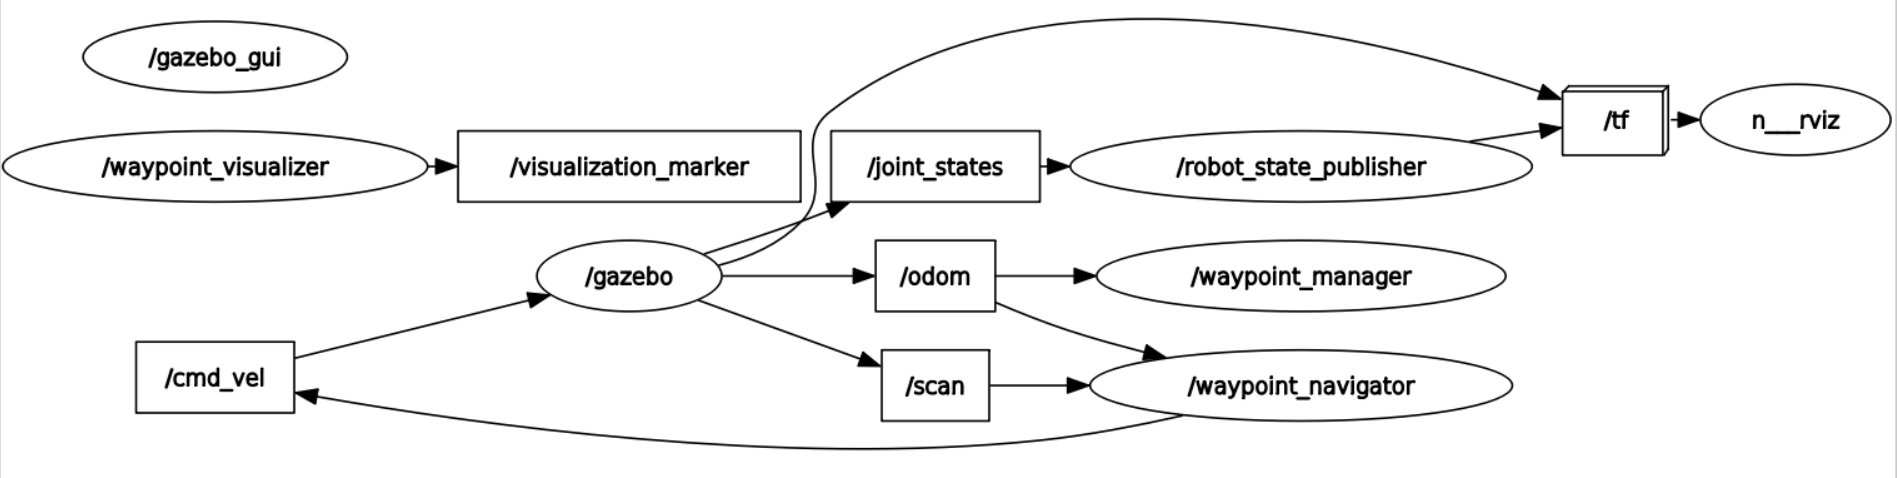 /gazebo_gui
/waypoint_visualizer
/visualization_marker
/joint_states
/robot_state_publisher
/tf
n___rviz
/gazebo
/odom
/waypoint_manager
/cmd_vel
/scan
/waypoint_navigator